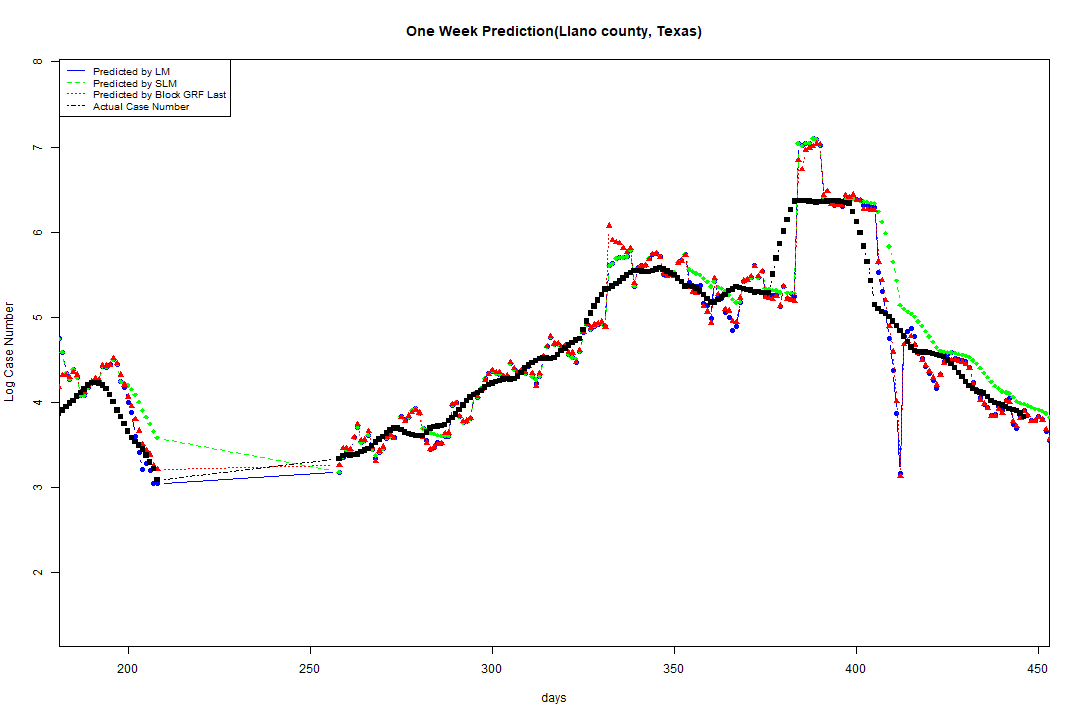 One Week Prediction(Llano county, Texas)
Predicted by LM
Predicted by SLM
Predicted by Block GRF Last
Actual Case Number
Log Case Number
8
7
6
5
4
3
2
200
250
300
350
400
450
days